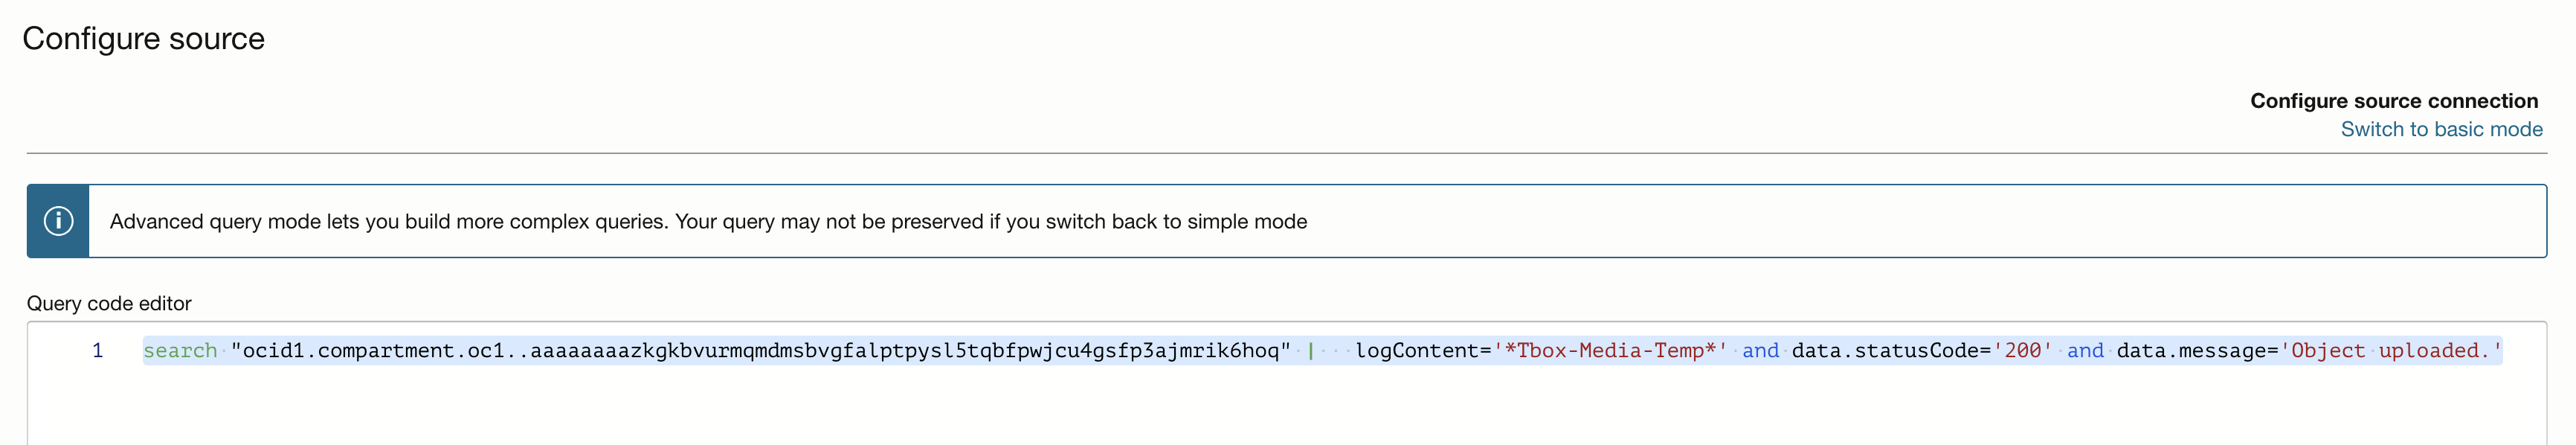 Configure source
Configure source connection
Switch to basic mode
Advanced query mode lets you build more complex queries. Your query may not be preserved if you switch back to simple mode
Query code editor
1 search "ocid1.compartment.oc1..aaaaaaaazkgkbvurmqmdmsbvgfalptpysl5tqbfpwjcu4gsfp3ajmrik6hoq" |   logContent='*Tbox-Media-Temp*' and data.statusCode='200' and data.message='Object uploaded.'